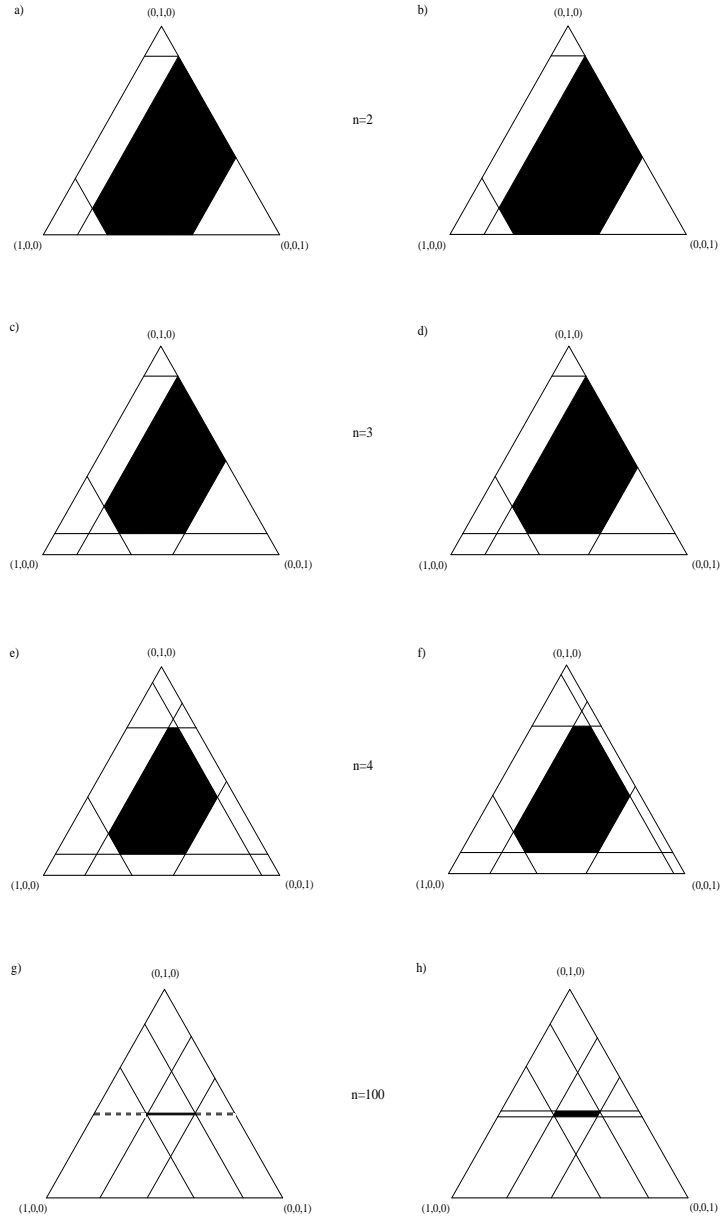 a)
(0,1,0)
b)
(0,1,0)
n=2
(1,0,0)
(0,0,1)
(1,0,0)
(0,0,1)
c)
(0,1,0)
d)
(0,1,0)
n=3
(1,0,0)
(0,0,1)
(1,0,0)
(0,0,1)
e)
(0,1,0)
f)
(0,1,0)
n=4
(1,0,0)
(0,0,1)
(1,0,0)
(0,0,1)
g)
(0,1,0)
h)
(0,1,0)
n=100
(1,0,0)
(0,0,1)
(1,0,0)
(0,0,1)